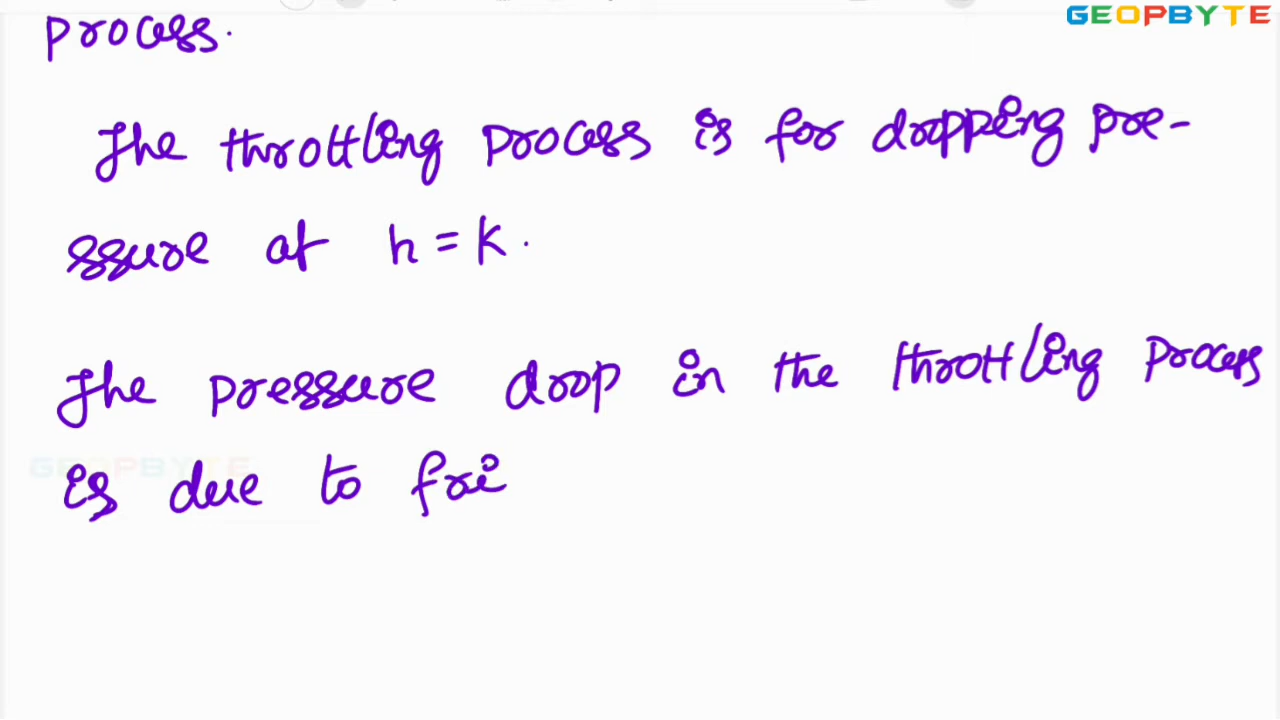 GEOPBYTE
process.
The throttling process is for dropping pre-
ssure at h = k.
The pressure drop in the throttling process
GEOPBYTE
is due to fri